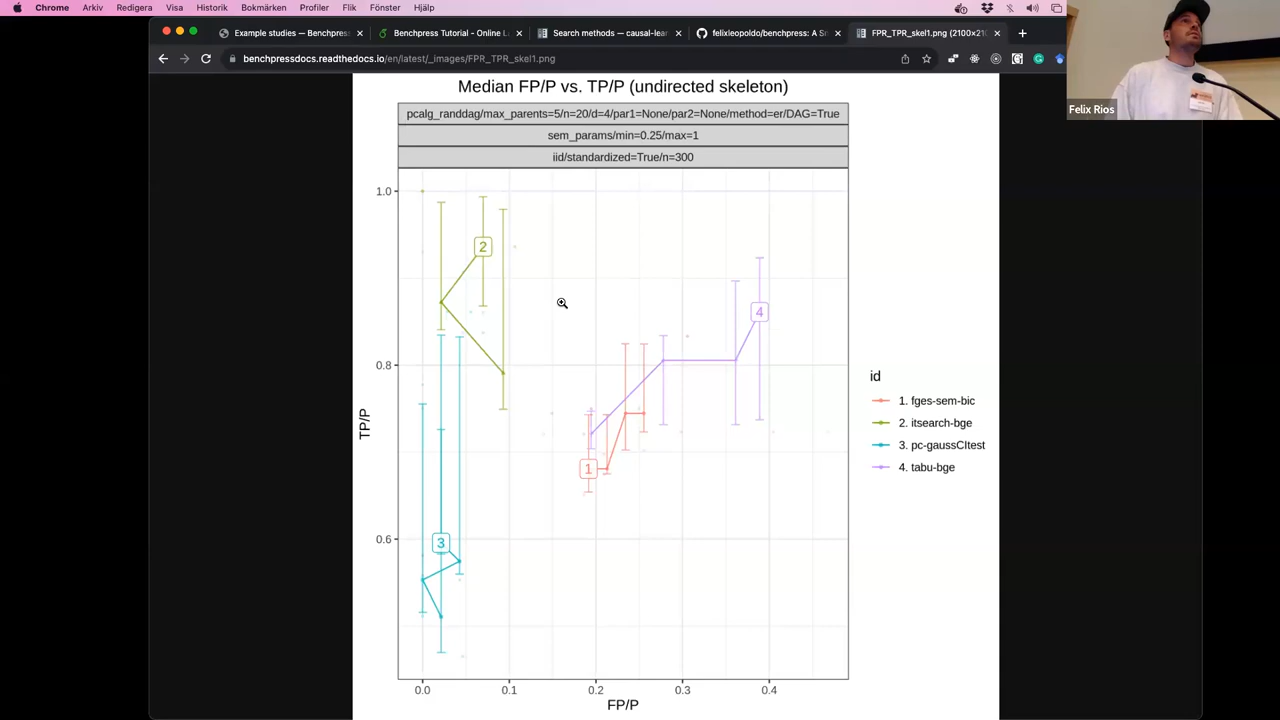 Chrome Arkiv Redigera Visa Historik Bokmärken Profiler Flik Fönster Hjälp
Example studies — Benchpress
Benchpress Tutorial - Online L
Search methods — causal-lear
felixleopoldo/benchpress: A Sn
FPR_TPR_skel1.png (2100×210
benchpressdocs.readthedocs.io/en/latest/_images/FPR_TPR_skel1.png
Felix Rios
Median FP/P vs. TP/P (undirected skeleton)
pcalg_randdag/max_parents=5/n=20/d=4/par1=None/par2=None/method=er/DAG=True
sem_params/min=0.25/max=1
iid/standardized=True/n=300
1.0
0.8
0.6
TP/P
2
4
1
3
0.0 0.1 0.2 0.3 0.4
FP/P
id
1. fges-sem-bic
2. itsearch-bge
3. pc-gaussCItest
4. tabu-bge